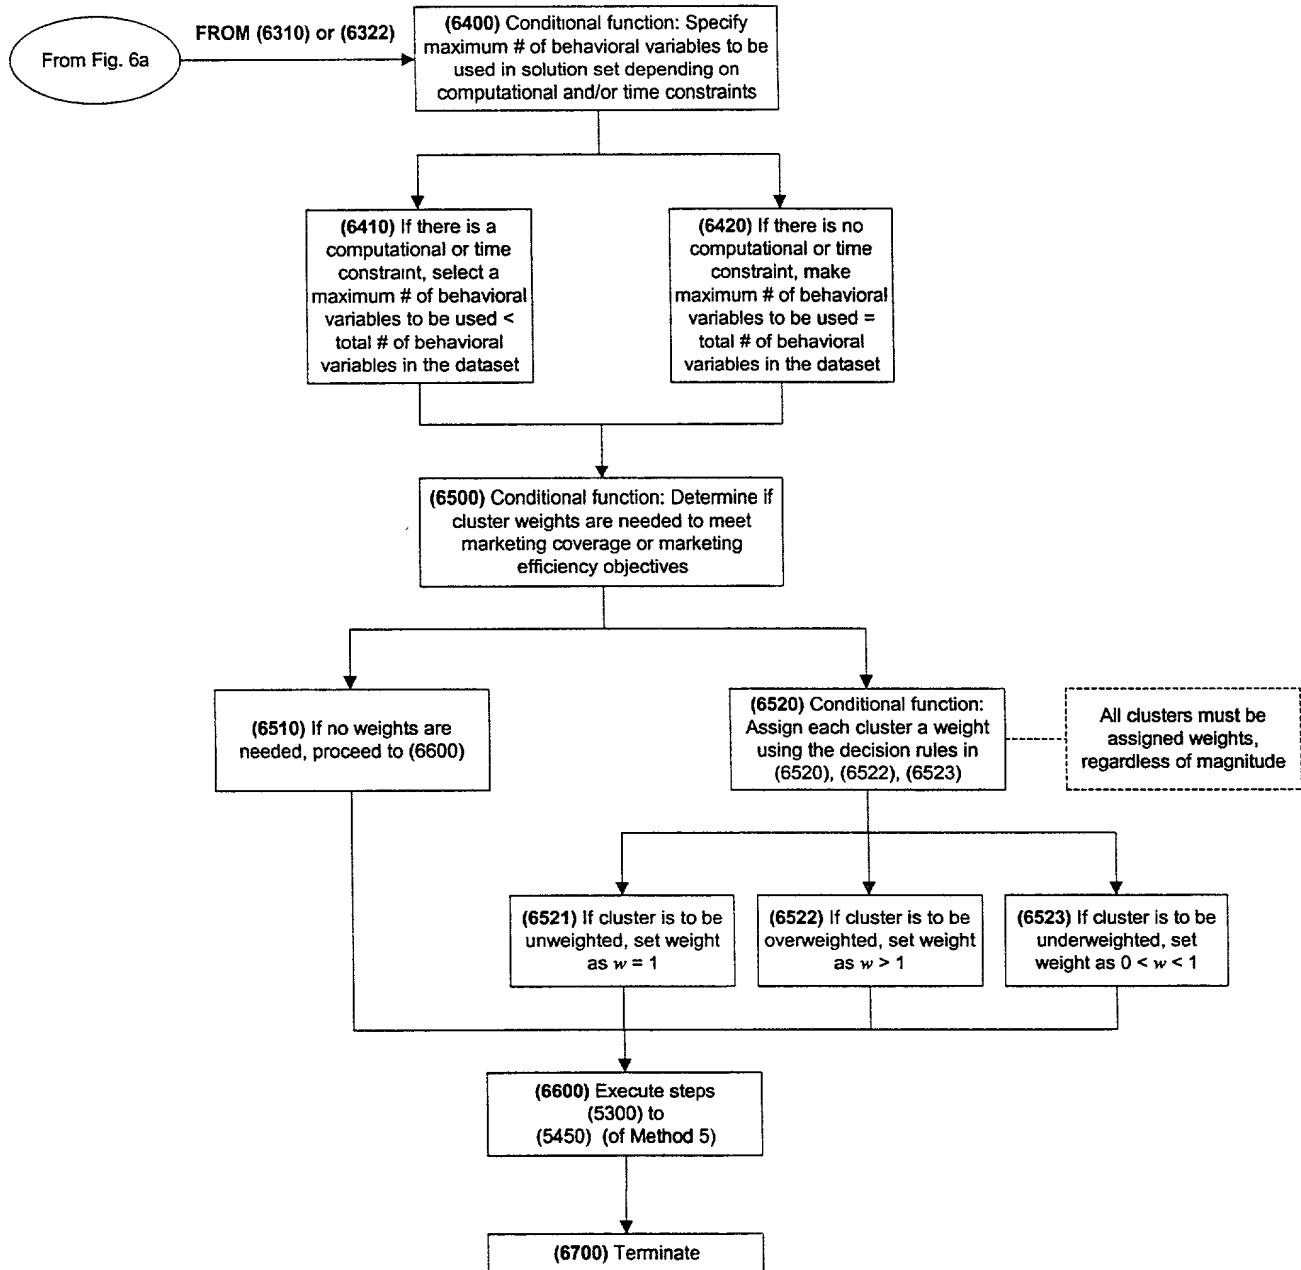 From Fig. 6a
FROM (6310) or (6322)
(6400) Conditional function: Specify
maximum # of behavioral variables to be
used in solution set depending on
computational and/or time constraints
(6410) If there is a
computational or time
constraint, select a
maximum # of behavioral
variables to be used <
total # of behavioral
variables in the dataset
(6420) If there is no
computational or time
constraint, make
maximum # of behavioral
variables to be used =
total # of behavioral
variables in the dataset
(6500) Conditional function: Determine if
cluster weights are needed to meet
marketing coverage or marketing
efficiency objectives
(6510) If no weights are
needed, proceed to (6600)
(6520) Conditional function:
Assign each cluster a weight
using the decision rules in
(6520), (6522), (6523)
All clusters must be
assigned weights,
regardless of magnitude
(6521) If cluster is to be
unweighted, set weight
as w = 1
(6522) If cluster is to be
overweighted, set weight
as w > 1
(6523) If cluster is to be
underweighted, set
weight as 0 < w < 1
(6600) Execute steps
(5300) to
(5450) (of Method 5)
(6700) Terminate